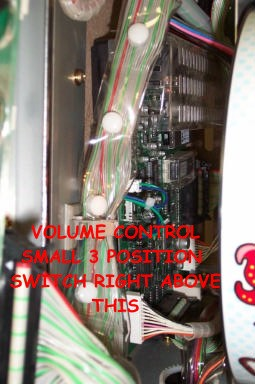 VOLUME CONTROL
SMALL 3 POSITION
SWITCH RIGHT ABOVE
THIS